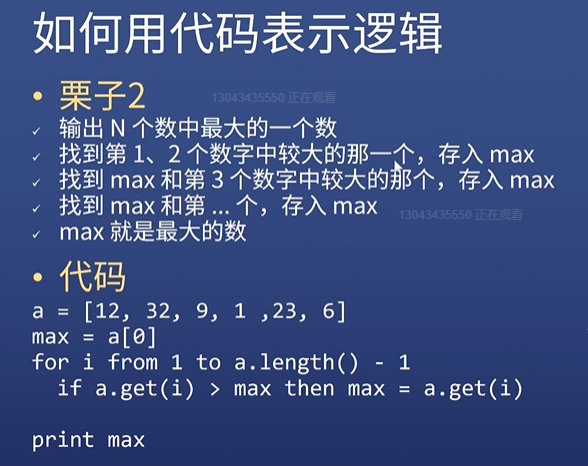 如何用代码表示逻辑
• 栗子2
13043435550 正在观看
✓ 输出 N 个数中最大的一个数
✓ 找到第 1、2 个数字中较大的那一个，存入 max
✓ 找到 max 和第 3 个数字中较大的那个，存入 max
✓ 找到 max 和第 ... 个，存入 max
13043435550 正在观看
✓ max 就是最大的数
• 代码
a = [12, 32, 9, 1 ,23, 6]
max = a[0]
for i from 1 to a.length() - 1
  if a.get(i) > max then max = a.get(i)
print max